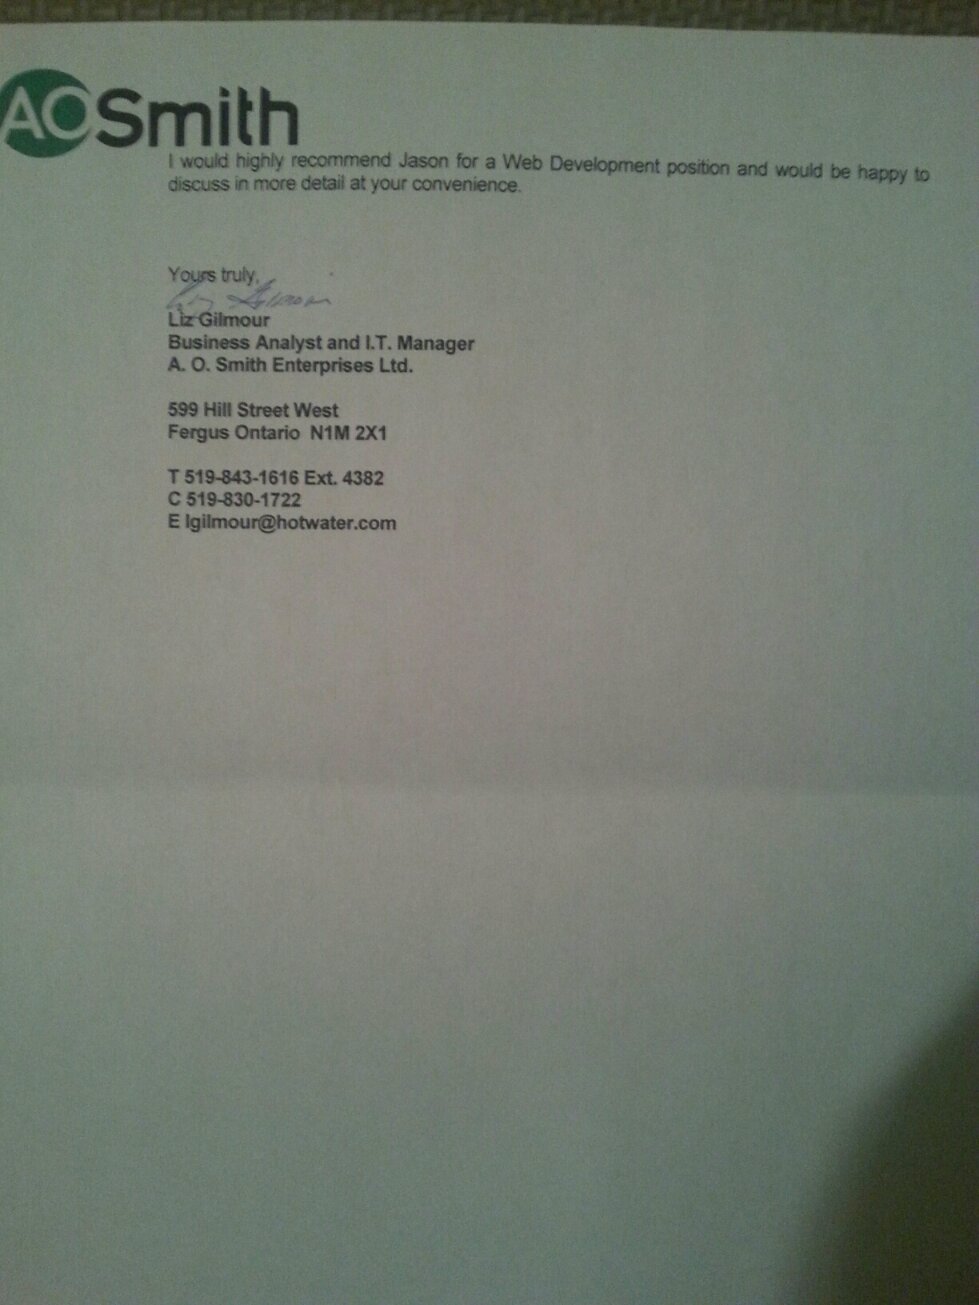 AOSmith
I would highly recommend Jason for a Web Development position and would be happy to
discuss in more detail at your convenience.
Yours truly,
Liz Gilmour
Liz Gilmour
Business Analyst and I.T. Manager
A. O. Smith Enterprises Ltd.
599 Hill Street West
Fergus Ontario N1M 2X1
T 519-843-1616 Ext. 4382
C 519-830-1722
E lgilmour@hotwater.com